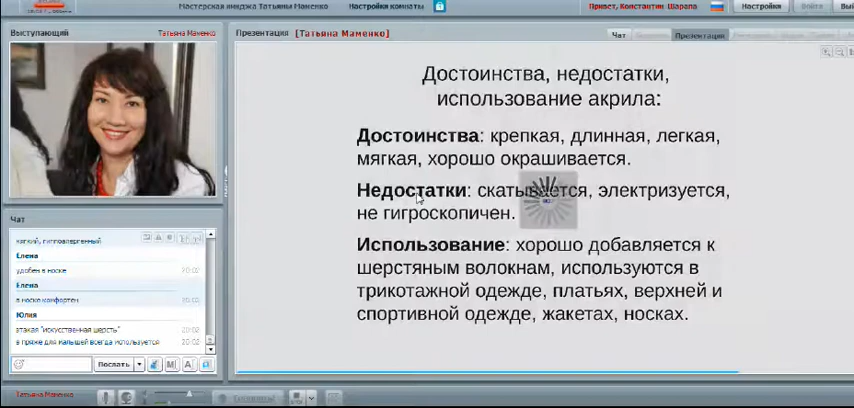 Мастерская имиджа Татьяны Маменко
Настройки комнаты
Привет, Константин Шарапа
Настройки
Войти
Выступающий
Татьяна Маменко
Презентация [Татьяна Маменко]
Чат
Презентация
Достоинства, недостатки,
использование акрила:
Достоинства: крепкая, длинная, легкая,
мягкая, хорошо окрашивается.
Недостатки: скатывается, электризуется,
не гигроскопичен.
Использование: хорошо добавляется к
шерстяным волокнам, используются в
трикотажной одежде, платьях, верхней и
спортивной одежде, жакетах, носках.
Чат
мягкий, гипоаллергенный
Елена
удобен в носке 20:02
Елена
в носке комфортен 20:02
Юлия
этакая "искусственная шерсть" 20:02
в пряже для малышей всегда используется 20:02
Послать
Татьяна Маменко